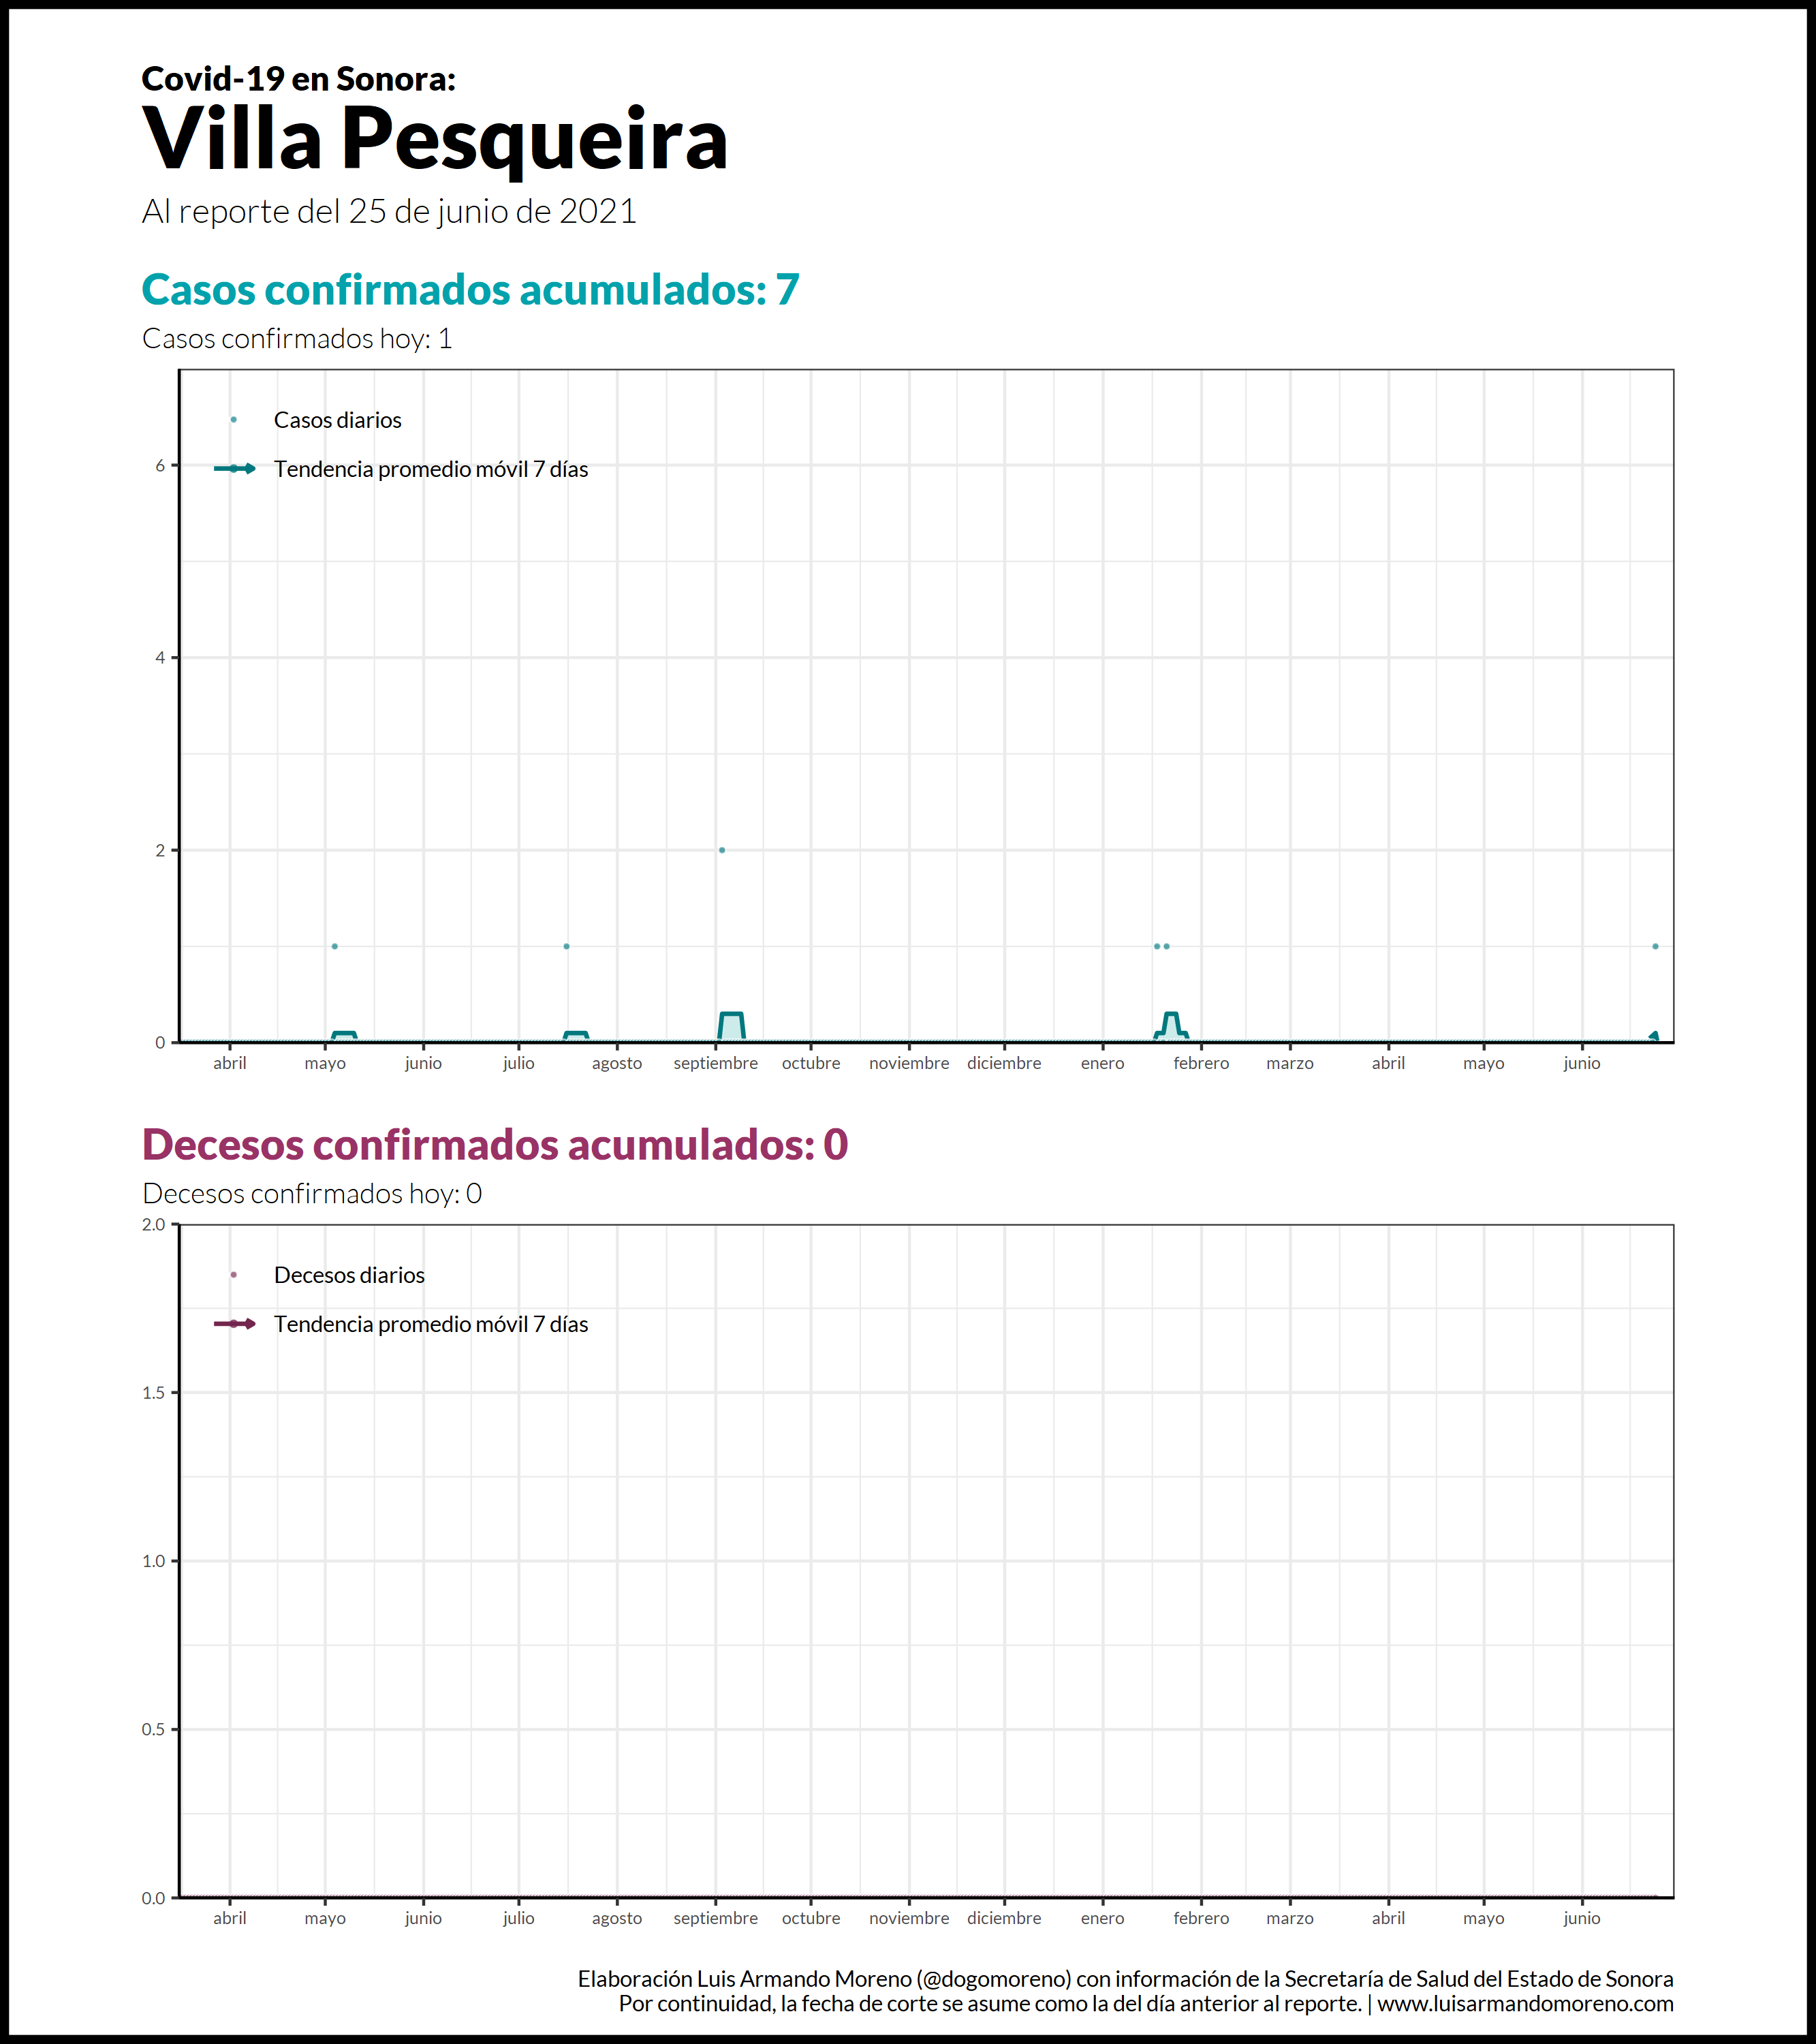 Covid-19 en Sonora:
Villa Pesqueira
Al reporte del 25 de junio de 2021
Casos confirmados acumulados: 7
Casos confirmados hoy: 1
Casos diarios
Tendencia promedio móvil 7 días
6
4
2
0
abril mayo junio julio agosto septiembre octubre noviembre diciembre enero febrero marzo abril mayo junio
Decesos confirmados acumulados: 0
Decesos confirmados hoy: 0
2.0
Decesos diarios
Tendencia promedio móvil 7 días
1.5
1.0
0.5
0.0
abril mayo junio julio agosto septiembre octubre noviembre diciembre enero febrero marzo abril mayo junio
Elaboración Luis Armando Moreno (@dogomoreno) con información de la Secretaría de Salud del Estado de Sonora
Por continuidad, la fecha de corte se asume como la del día anterior al reporte. | www.luisarmandomoreno.com